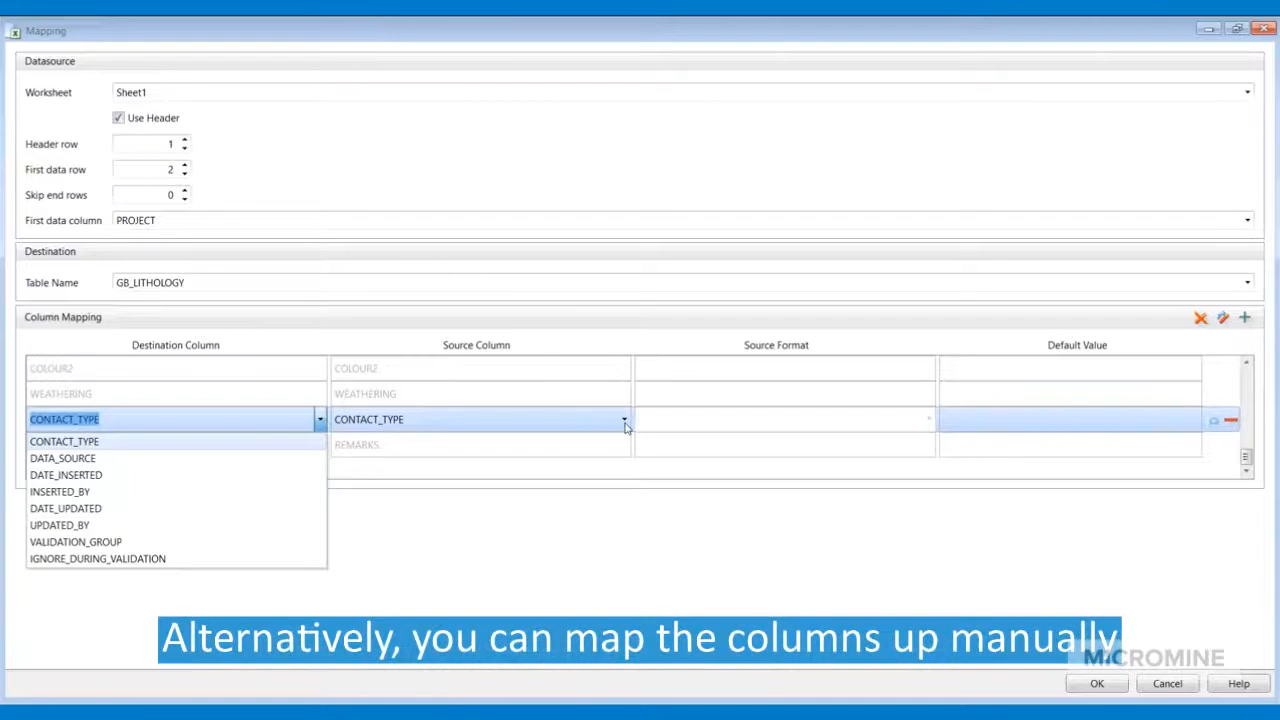 Mapping
Datasource
Worksheet Sheet1
Use Header
Header row 1
First data row 2
Skip end rows 0
First data column PROJECT
Destination
Table Name GB_LITHOLOGY
Column Mapping
Destination Column Source Column Source Format Default Value
COLOUR2 COLOUR2
WEATHERING WEATHERING
CONTACT_TYPE CONTACT_TYPE
CONTACT_TYPE REMARKS
DATA_SOURCE
DATE_INSERTED
INSERTED_BY
DATE_UPDATED
UPDATED_BY
VALIDATION_GROUP
IGNORE_DURING_VALIDATION
Alternatively, you can map the columns up manually
MICROMINE
OK Cancel Help